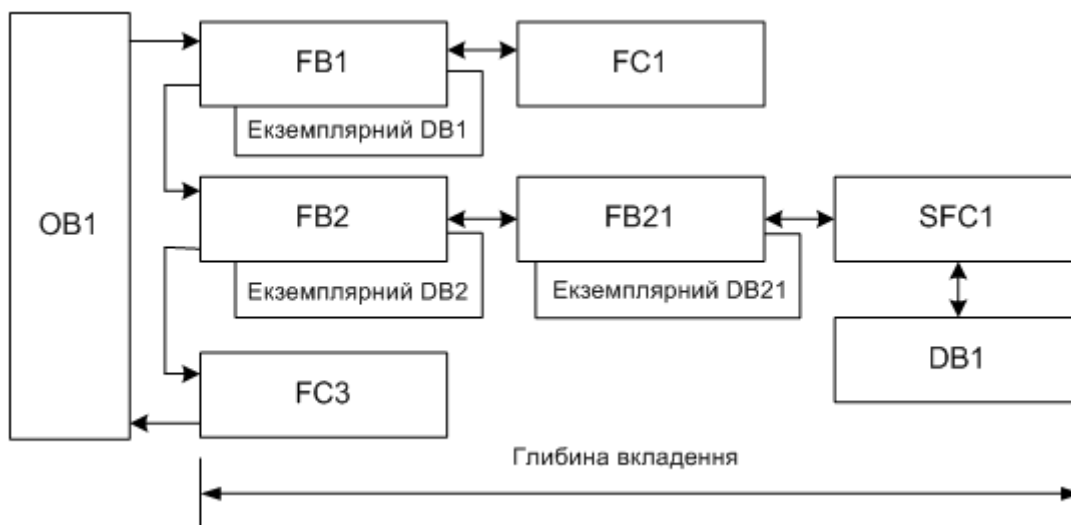 FB1
FC1
Екземплярний DB1
OB1
FB2
FB21
SFC1
Екземплярний DB2
Екземплярний DB21
DB1
FC3
Глибина вкладення